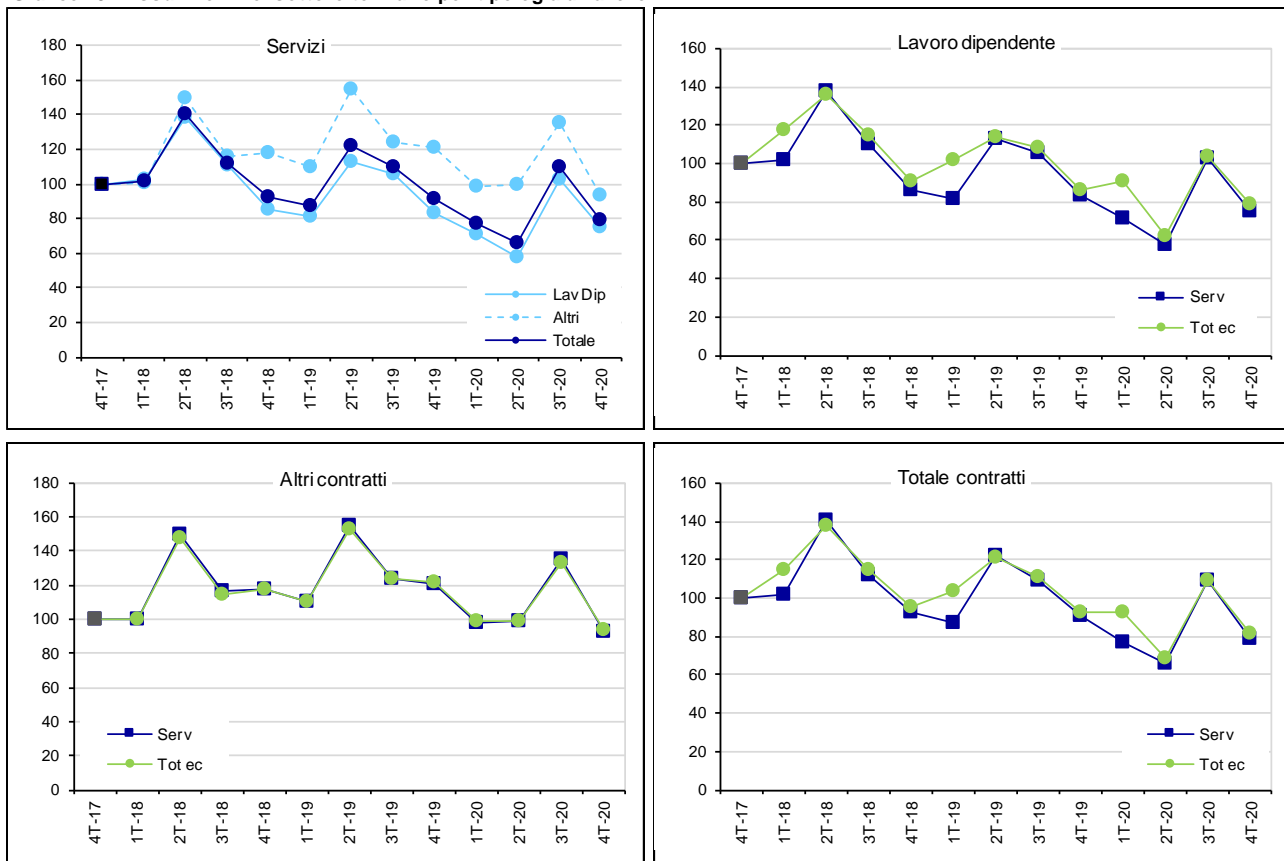 Servizi
180
160
140
120
100
80
60
40
20
0
4T-17
1T-18
2T-18
3T-18
4T-18
1T-19
2T-19
3T-19
4T-19
1T-20
2T-20
3T-20
4T-20
Lav Dip
Altri
Totale
Lavoro dipendente
160
140
120
100
80
60
40
20
0
4T-17
1T-18
2T-18
3T-18
4T-18
1T-19
2T-19
3T-19
4T-19
1T-20
2T-20
3T-20
4T-20
Serv
Tot ec
Altri contratti
180
160
140
120
100
80
60
40
20
0
4T-17
1T-18
2T-18
3T-18
4T-18
1T-19
2T-19
3T-19
4T-19
1T-20
2T-20
3T-20
4T-20
Serv
Tot ec
Totale contratti
160
140
120
100
80
60
40
20
0
4T-17
1T-18
2T-18
3T-18
4T-18
1T-19
2T-19
3T-19
4T-19
1T-20
2T-20
3T-20
4T-20
Serv
Tot ec